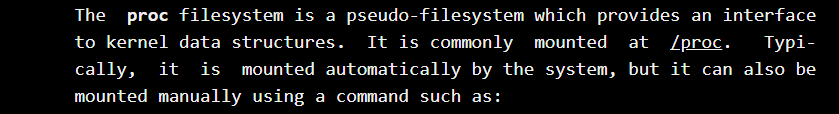 The  proc filesystem is a pseudo-filesystem which provides an interface
to kernel data structures.  It is commonly  mounted  at  /proc.   Typi-
cally,  it  is  mounted automatically by the system, but it can also be
mounted manually using a command such as: